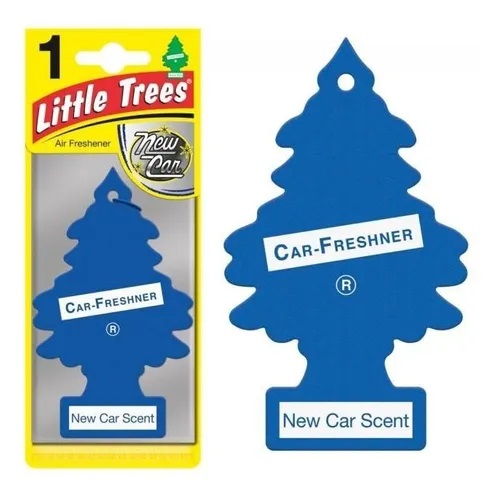 1
Little Trees®
Air Freshener
New
Car
CAR-FRESHNER
®
New Car Scent
CAR-FRESHNER
®
New Car Scent